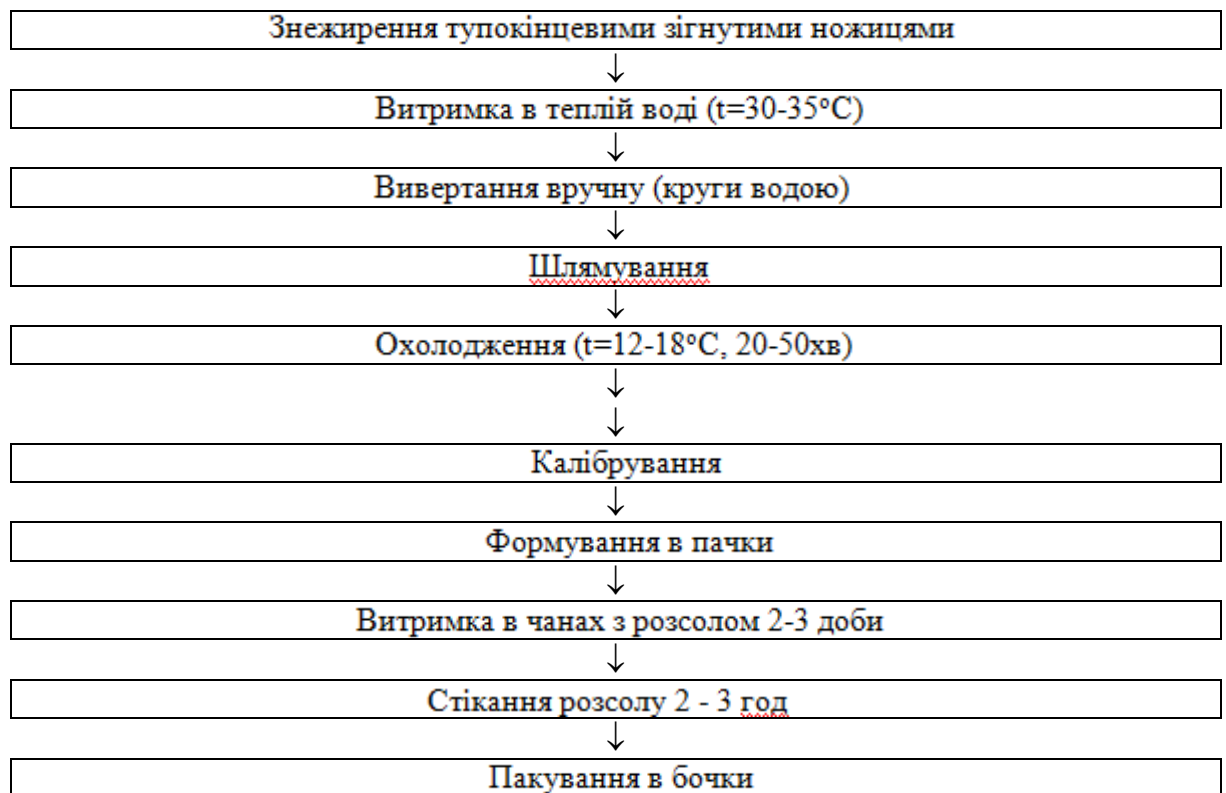 Знежирення тупокінцевими зігнутими ножицями
↓
Витримка в теплій воді (t=30-35°C)
↓
Вивертання вручну (круги водою)
↓
Шлямування
↓
Охолодження (t=12-18°C, 20-50хв)
↓
↓
Калібрування
↓
Формування в пачки
↓
Витримка в чанах з розсолом 2-3 доби
↓
Стікання розсолу 2 - 3 год
↓
Пакування в бочки